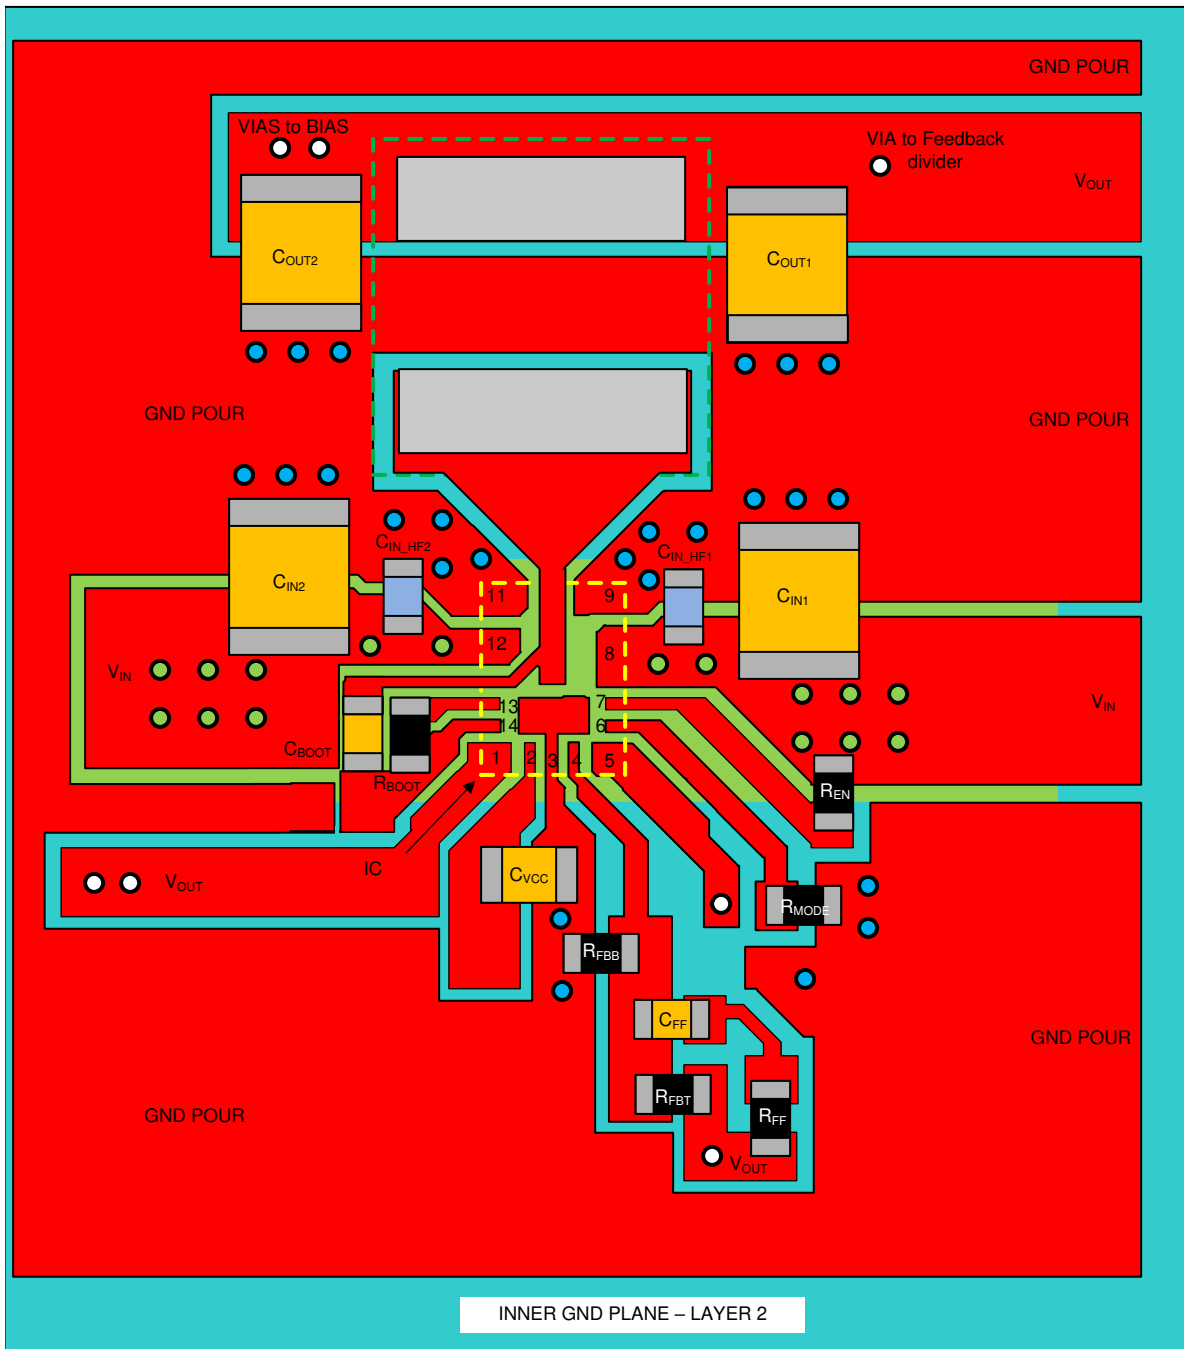 GND POUR
VIAS to BIAS
VIA to Feedback
divider
VOUT
COUT2
COUT1
GND POUR
GND POUR
CIN_HF2
CIN_HF1
CIN2
CIN1
11
9
12
8
VIN
VIN
13
7
14
6
CBOOT
RBOOT
1
2
3
4
5
REN
IC
VOUT
CVCC
RMODE
RFBB
CFF
GND POUR
RFBT
RFF
GND POUR
VOUT
INNER GND PLANE – LAYER 2